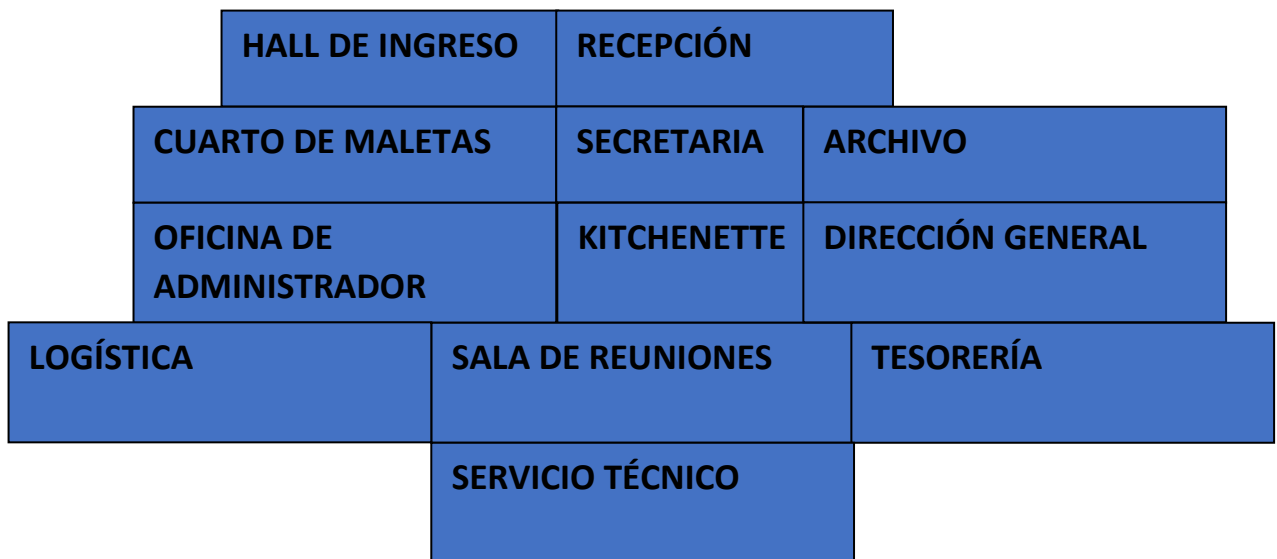 HALL DE INGRESO
RECEPCIÓN
CUARTO DE MALETAS
SECRETARIA
ARCHIVO
OFICINA DE
ADMINISTRADOR
KITCHENETTE
DIRECCIÓN GENERAL
LOGÍSTICA
SALA DE REUNIONES
TESORERÍA
SERVICIO TÉCNICO